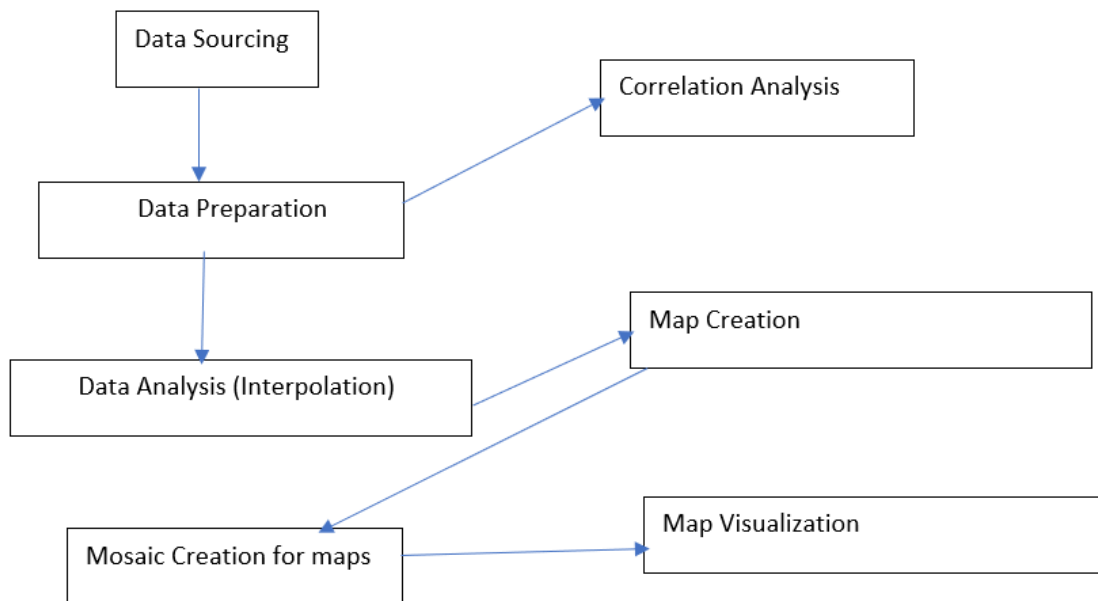 Data Sourcing
Correlation Analysis
Data Preparation
Map Creation
Data Analysis (Interpolation)
Map Visualization
Mosaic Creation for maps